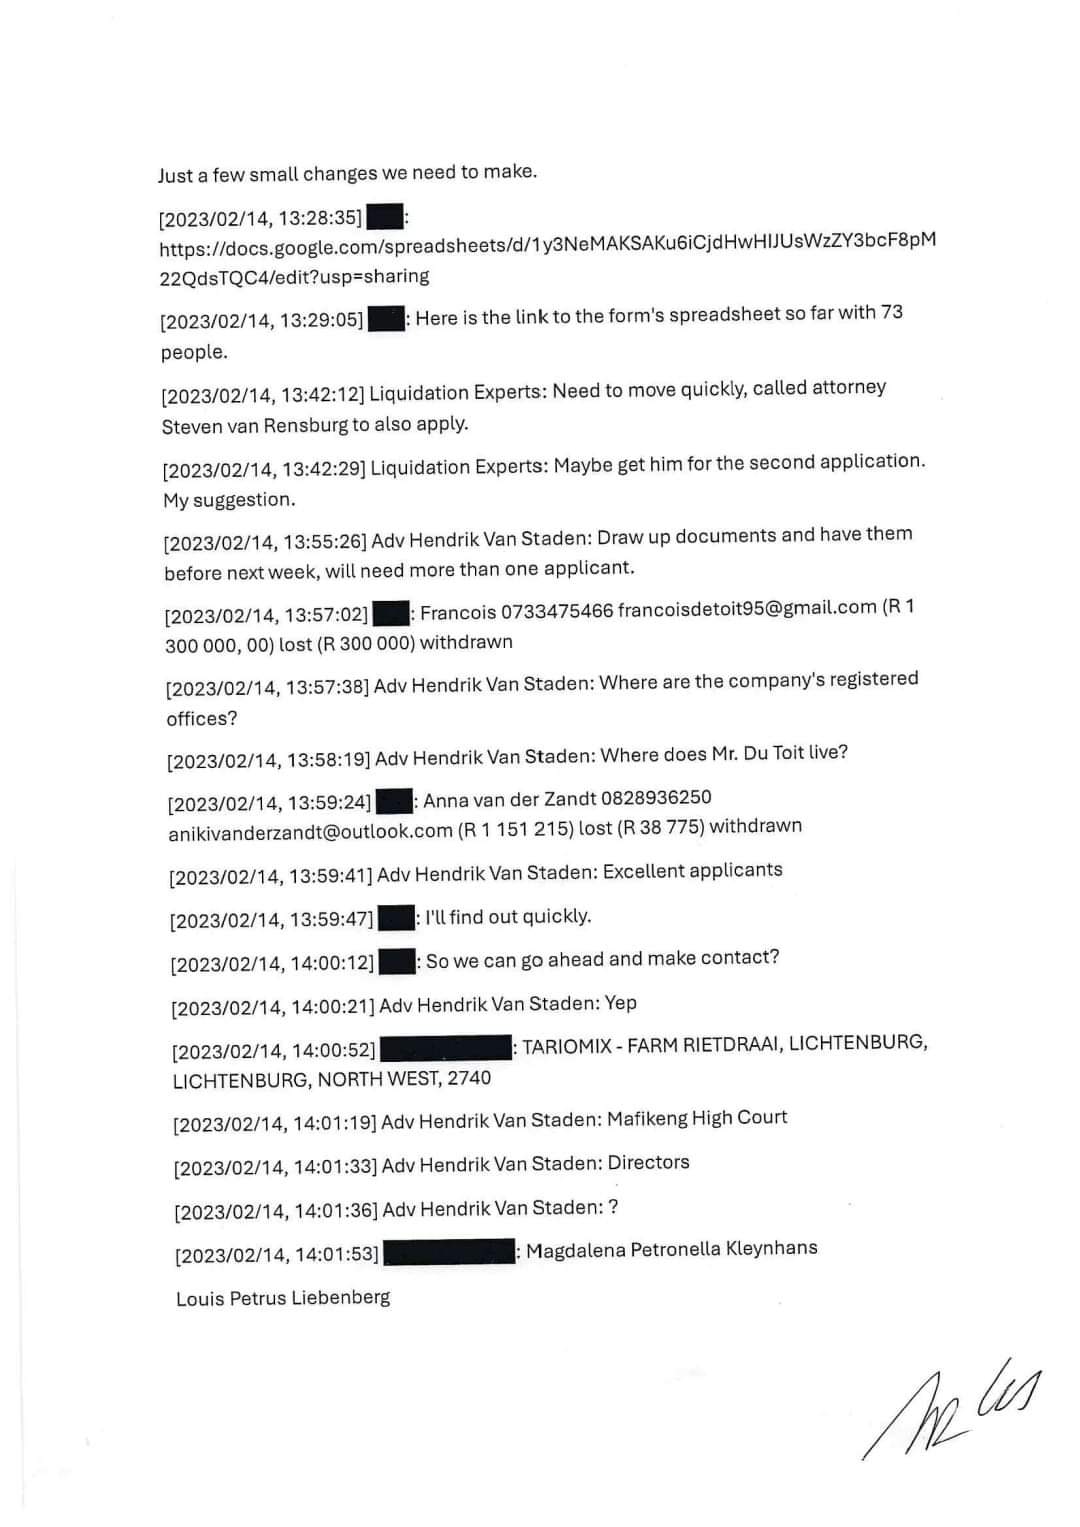 Just a few small changes we need to make.
[2023/02/14, 13:28:35] :
https://docs.google.com/spreadsheets/d/1y3NeMAKSAKu6iCjdHwHIJUsWzZY3bcF8pM
22QdsTQC4/edit?usp=sharing
[2023/02/14, 13:29:05] : Here is the link to the form's spreadsheet so far with 73
people.
[2023/02/14, 13:42:12] Liquidation Experts: Need to move quickly, called attorney
Steven van Rensburg to also apply.
[2023/02/14, 13:42:29] Liquidation Experts: Maybe get him for the second application.
My suggestion.
[2023/02/14, 13:55:26] Adv Hendrik Van Staden: Draw up documents and have them
before next week, will need more than one applicant.
[2023/02/14, 13:57:02] : Francois 0733475466 francoisdetoit95@gmail.com (R 1
300 000, 00) lost (R 300 000) withdrawn
[2023/02/14, 13:57:38] Adv Hendrik Van Staden: Where are the company's registered
offices?
[2023/02/14, 13:58:19] Adv Hendrik Van Staden: Where does Mr. Du Toit live?
[2023/02/14, 13:59:24] : Anna van der Zandt 0828936250
anikivanderzandt@outlook.com (R 1 151 215) lost (R 38 775) withdrawn
[2023/02/14, 13:59:41] Adv Hendrik Van Staden: Excellent applicants
[2023/02/14, 13:59:47] : I'll find out quickly.
[2023/02/14, 14:00:12] : So we can go ahead and make contact?
[2023/02/14, 14:00:21] Adv Hendrik Van Staden: Yep
[2023/02/14, 14:00:52] : TARIOMIX - FARM RIETDRAAI, LICHTENBURG,
LICHTENBURG, NORTH WEST, 2740
[2023/02/14, 14:01:19] Adv Hendrik Van Staden: Mafikeng High Court
[2023/02/14, 14:01:33] Adv Hendrik Van Staden: Directors
[2023/02/14, 14:01:36] Adv Hendrik Van Staden: ?
[2023/02/14, 14:01:53] : Magdalena Petronella Kleynhans
Louis Petrus Liebenberg